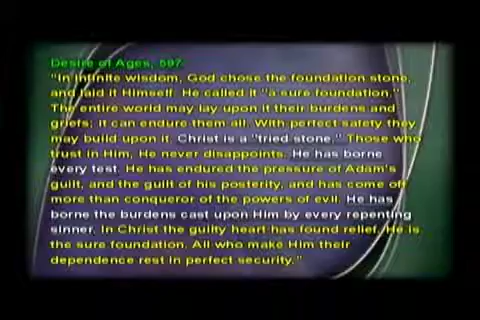 Desire of Ages, 597
"In infinite wisdom, God chose the foundation stone,
and laid it Himself. He called it "a sure foundation."
The entire world may lay upon it their burdens and
griefs; it can endure them all. With perfect safety they
may build upon it. Christ is a "tried stone." Those who
trust in Him, He never disappoints. He has borne
every test. He has endured the pressure of Adam's
guilt, and the guilt of his posterity, and has come off
more than conqueror of the powers of evil. He has
borne the burdens cast upon Him by every repenting
sinner. In Christ the guilty heart has found relief. He is
the sure foundation. All who make Him their
dependence rest in perfect security."